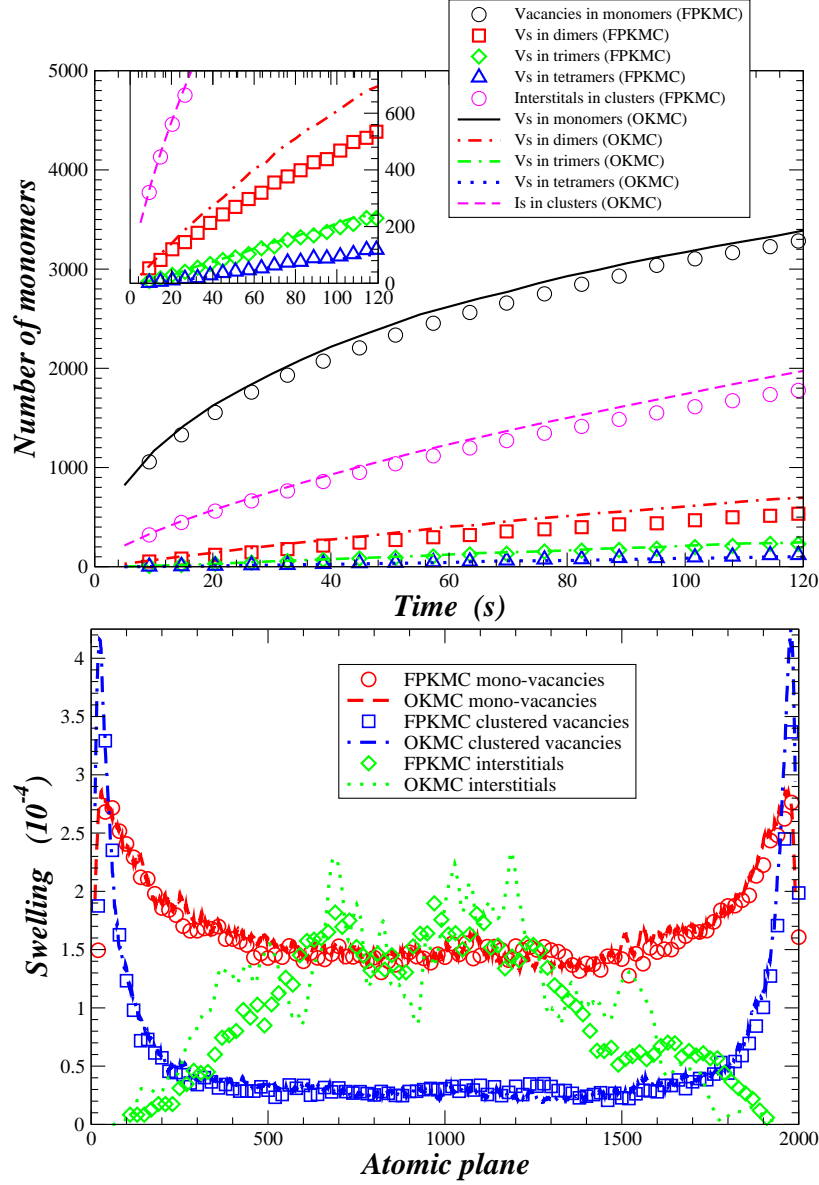 Vacancies in monomers (FPKMC)
Vs in dimers (FPKMC)
Vs in trimers (FPKMC)
Vs in tetramers (FPKMC)
Interstitals in clusters (FPKMC)
Vs in monomers (OKMC)
Vs in dimers (OKMC)
Vs in trimers (OKMC)
Vs in tetramers (OKMC)
Is in clusters (OKMC)
5000
4000
3000
2000
1000
0
Number of monomers
600
400
200
0
0 20 40 60 80 100 120
0 20 40 60 80 100 120
Time (s)
FPKMC mono-vacancies
OKMC mono-vacancies
FPKMC clustered vacancies
OKMC clustered vacancies
FPKMC interstitials
OKMC interstitials
4
3.5
3
2.5
2
1.5
1
0.5
0
Swelling (10^-4)
0 500 1000 1500 2000
Atomic plane